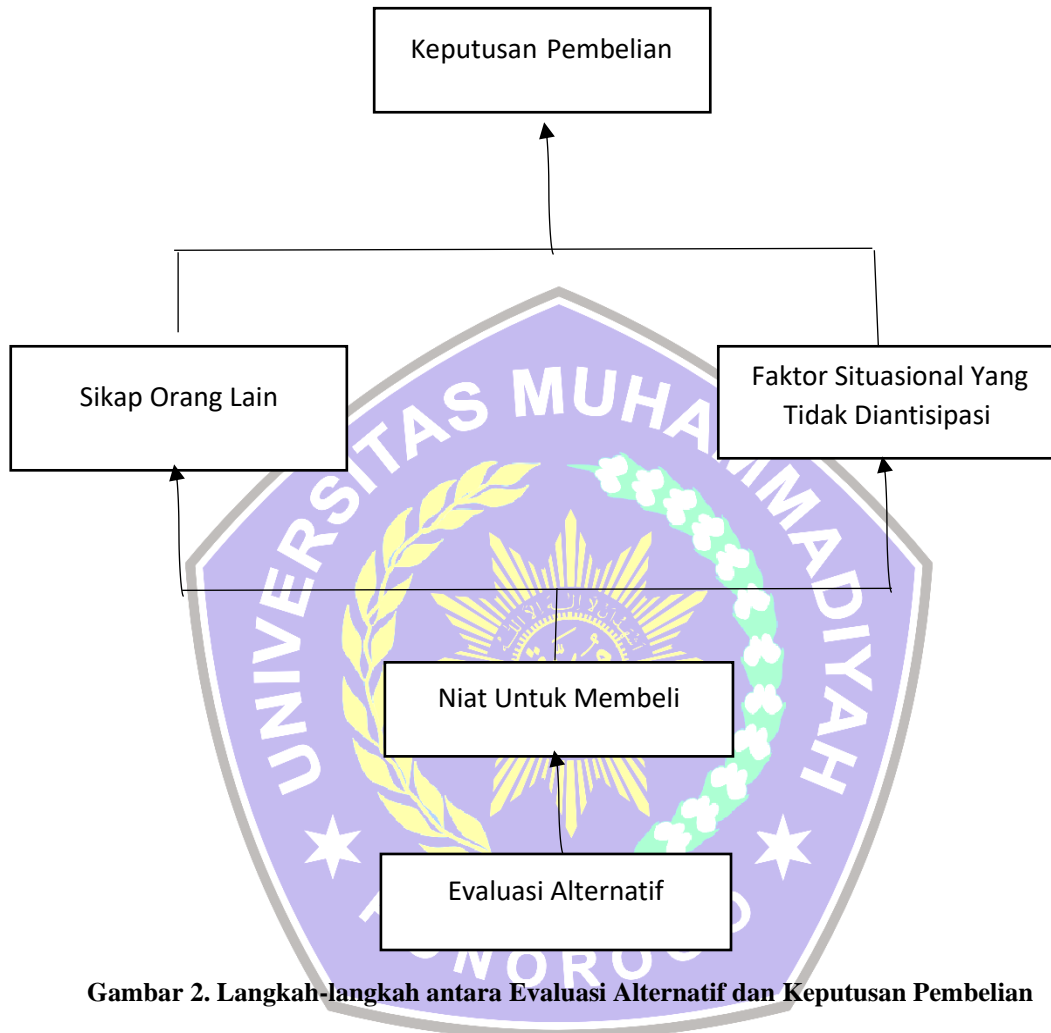 Keputusan Pembelian
Sikap Orang Lain
Faktor Situasional Yang
Tidak Diantisipasi
UNIVERSITAS MUHAMMADIYAH
Niat Untuk Membeli
Evaluasi Alternatif
Gambar 2. Langkah-langkah antara Evaluasi Alternatif dan Keputusan Pembelian